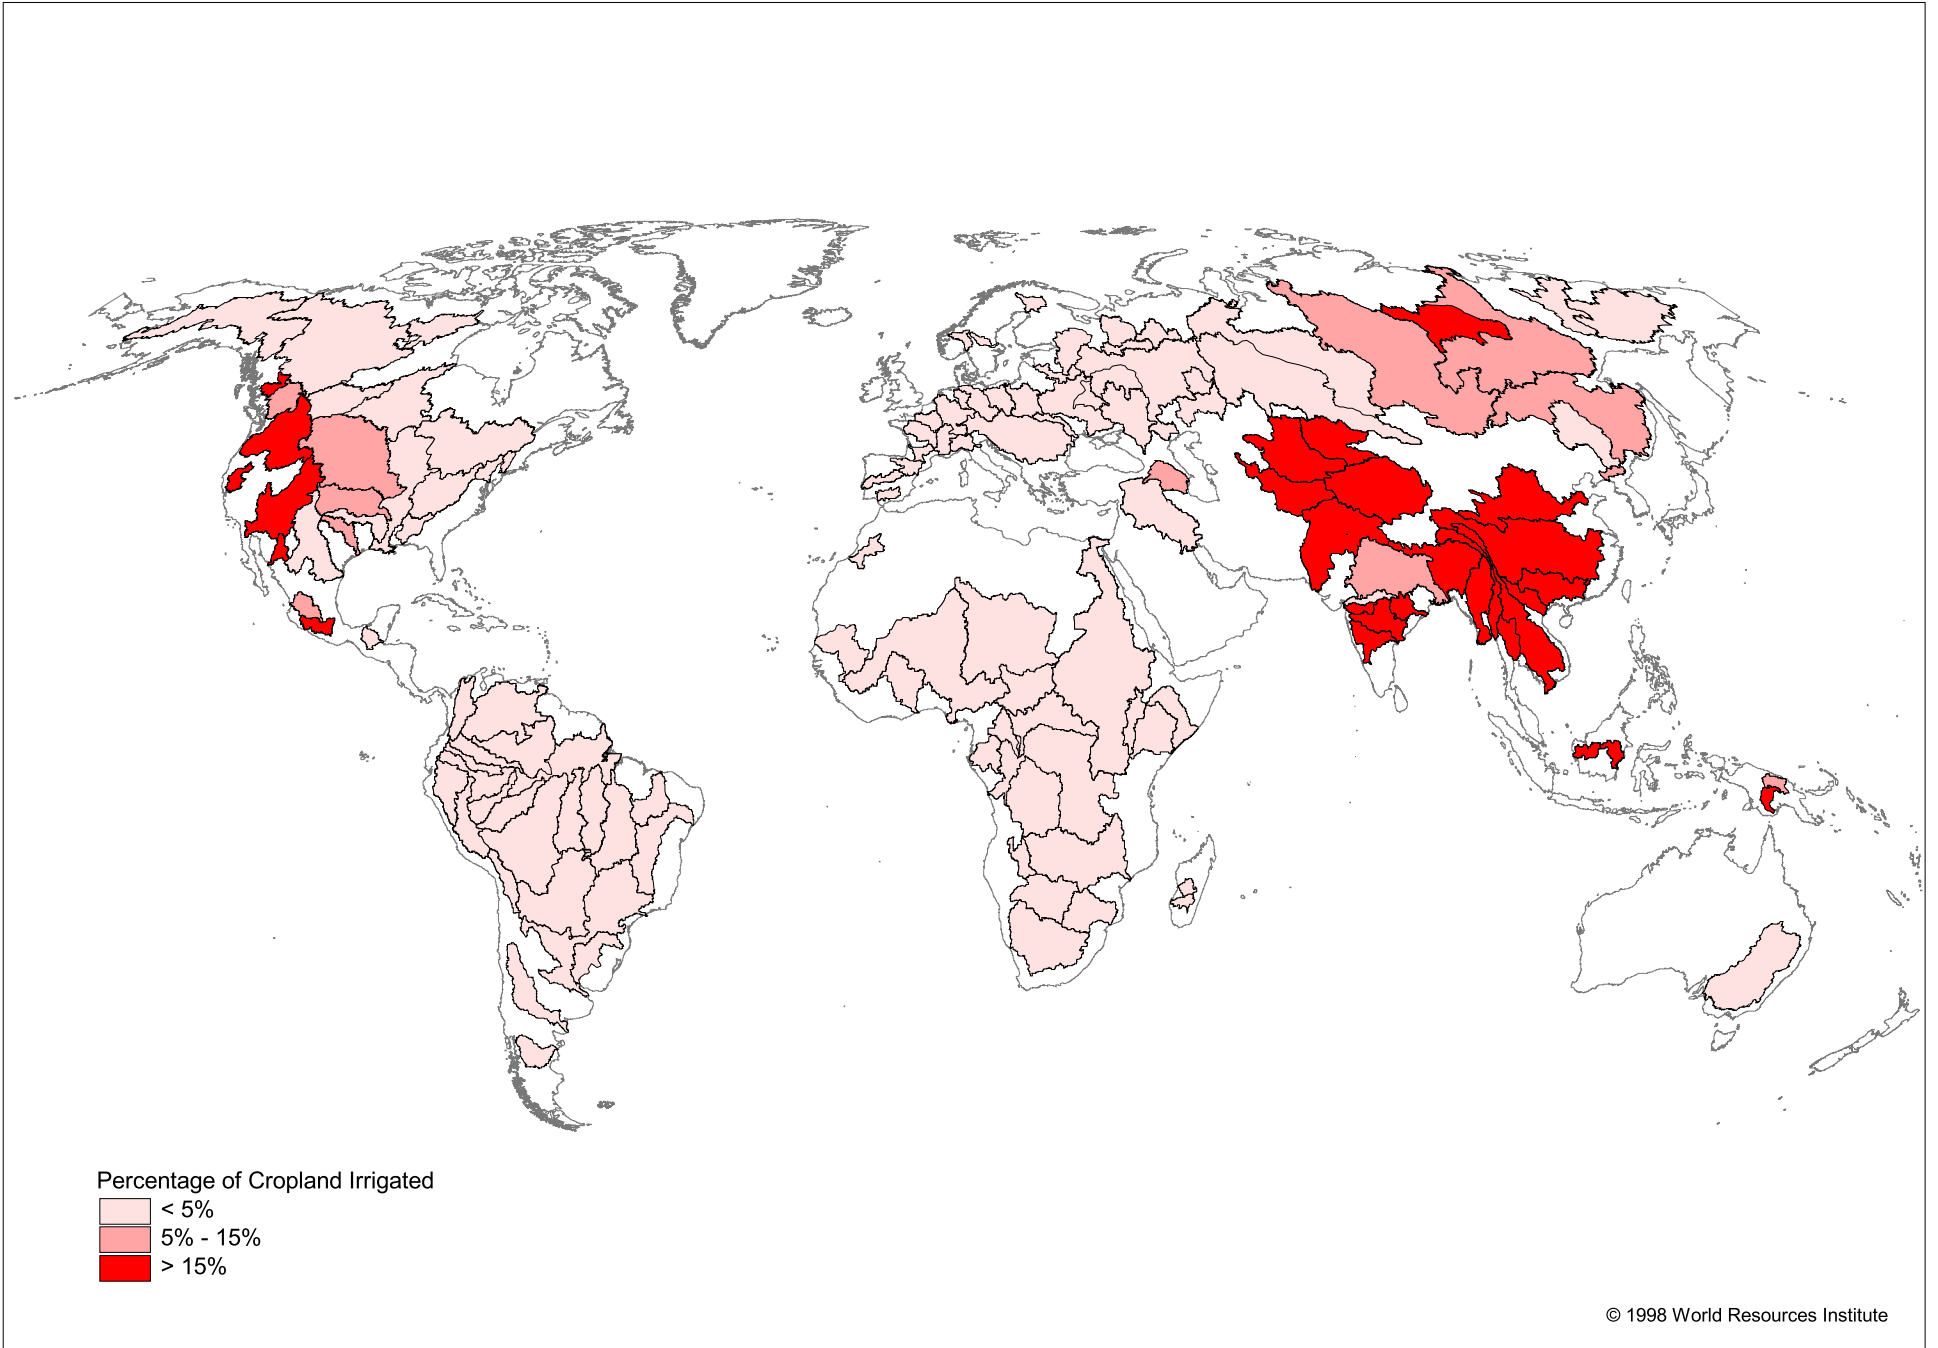 Percentage of Cropland Irrigated
< 5%
5% - 15%
> 15%
© 1998 World Resources Institute